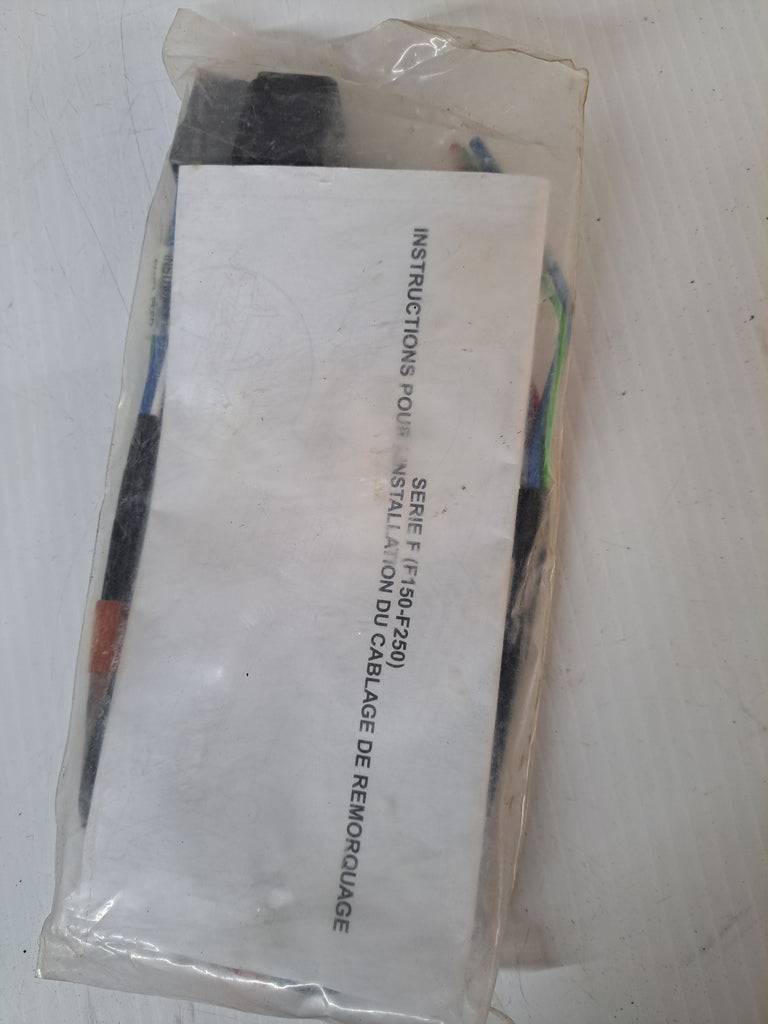 SERIE F (F150-F250)
INSTRUCTIONS POUR L'INSTALLATION DU CABLAGE DE REMORQUAGE